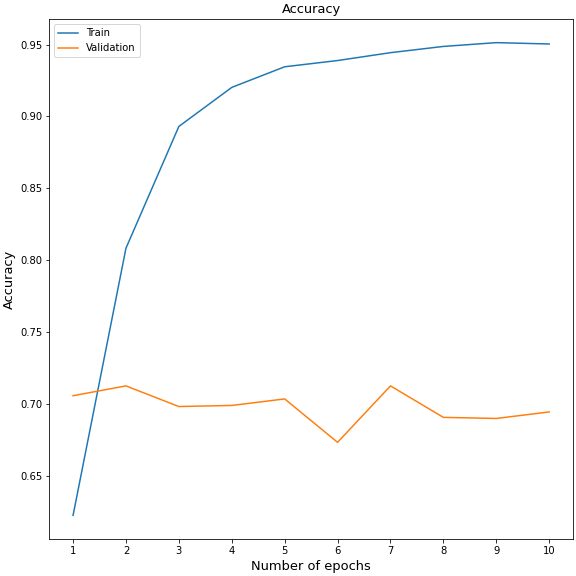 Accuracy
Train
Validation
0.95
0.90
0.85
0.80
0.75
0.70
0.65
Accuracy
1 2 3 4 5 6 7 8 9 10
Number of epochs